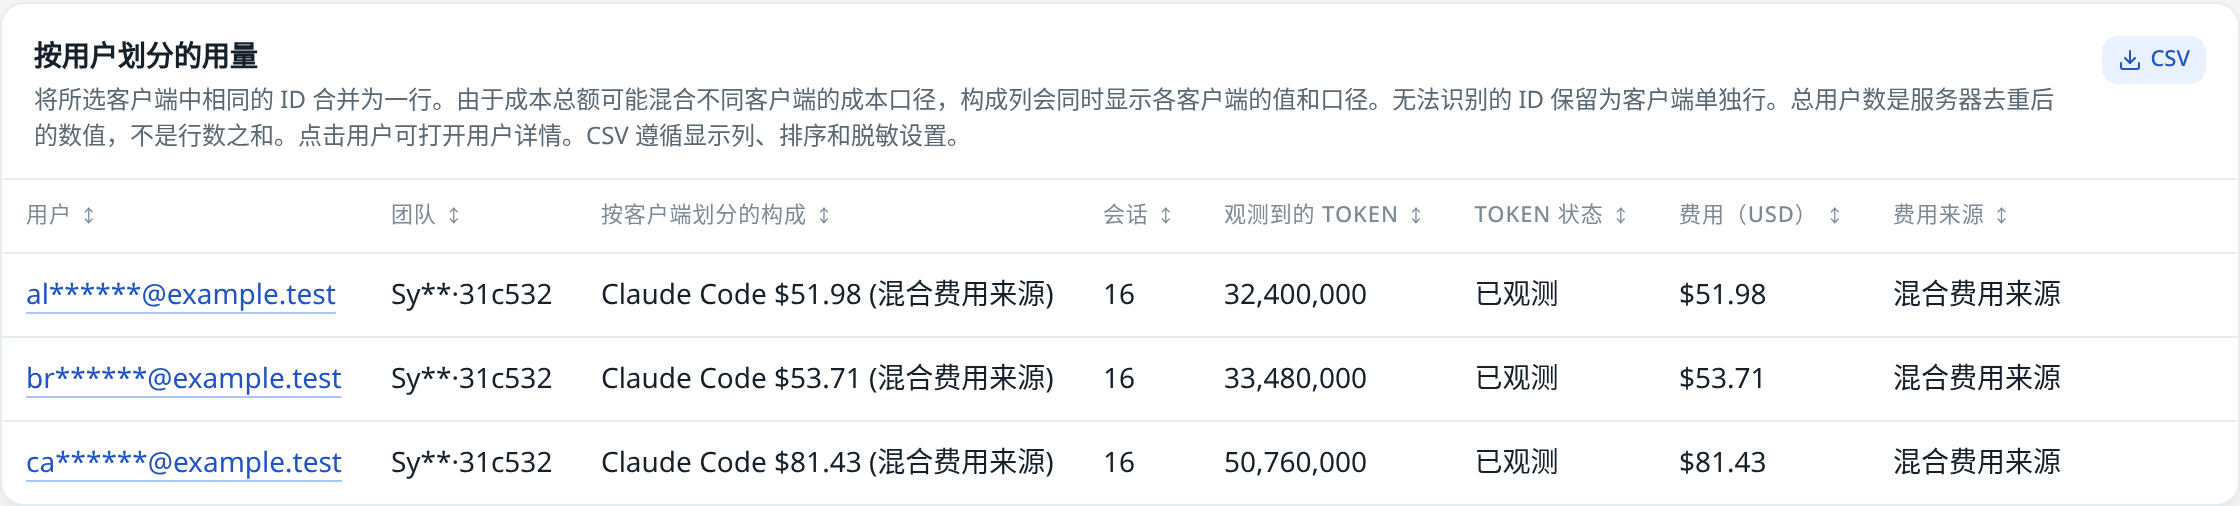 按用户划分的用量
CSV
将所选客户端中相同的 ID 合并为一行。由于成本总额可能混合不同客户端的成本口径，构成列会同时显示各客户端的值和口径。无法识别的 ID 保留为客户端单独行。总用户数是服务器去重后
的数值，不是行数之和。点击用户可打开用户详情。CSV 遵循显示列、排序和脱敏设置。
用户 ↕ 团队 ↕ 按客户端划分的构成 ↕ 会话 ↕ 观测到的 TOKEN ↕ TOKEN 状态 ↕ 费用（USD） ↕ 费用来源 ↕
al******@example.test Sy**·31c532 Claude Code $51.98 (混合费用来源) 16 32,400,000 已观测 $51.98 混合费用来源
br******@example.test Sy**·31c532 Claude Code $53.71 (混合费用来源) 16 33,480,000 已观测 $53.71 混合费用来源
ca******@example.test Sy**·31c532 Claude Code $81.43 (混合费用来源) 16 50,760,000 已观测 $81.43 混合费用来源